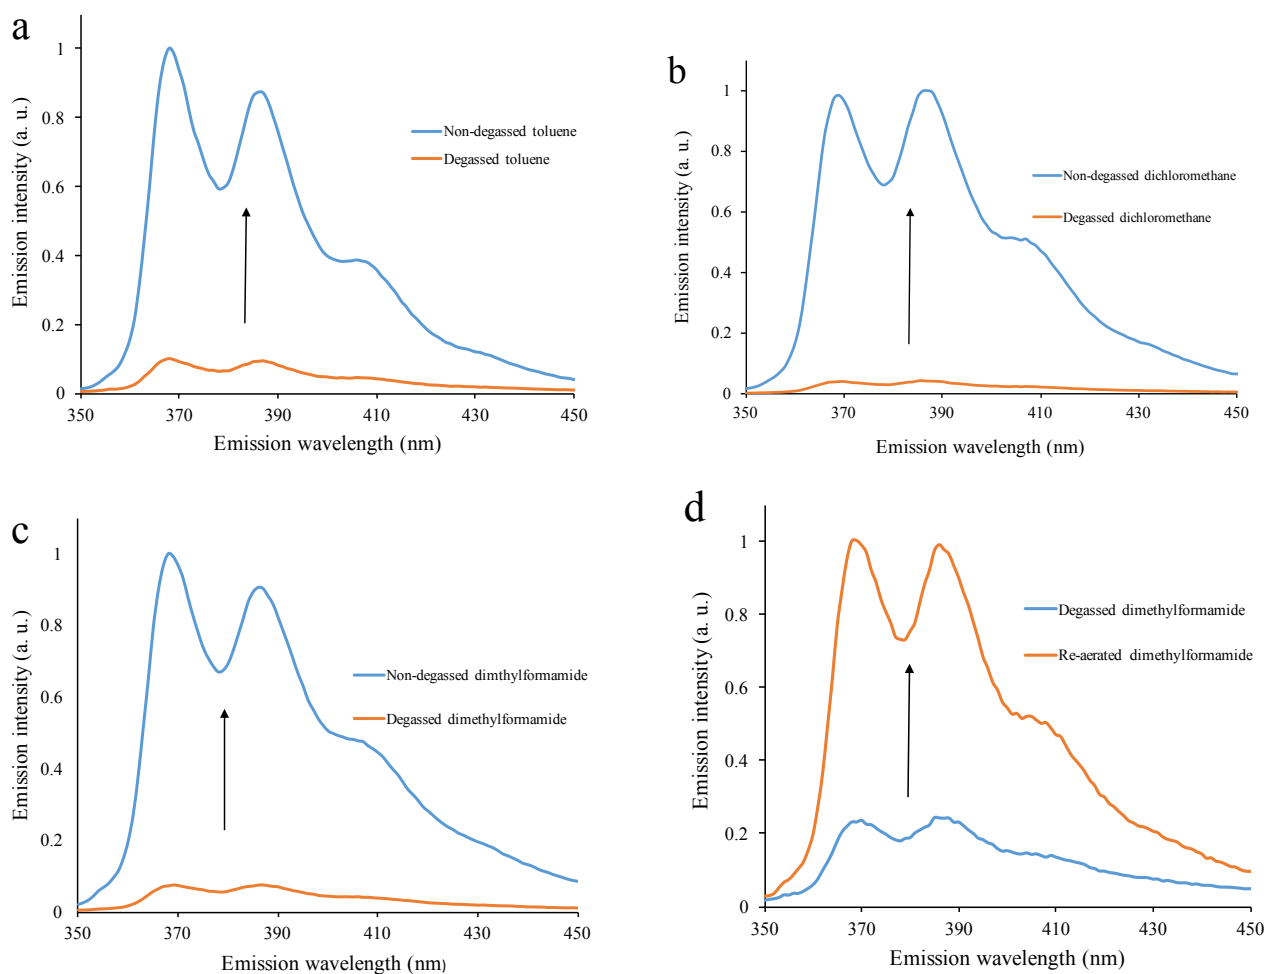 a
1
0.8
0.6
0.4
0.2
0
350
370
390
410
430
450
Emission intensity (a. u.)
Emission wavelength (nm)
Non-degassed toluene
Degassed toluene
b
1
0.8
0.6
0.4
0.2
0
350
370
390
410
430
450
Emission intensity (a. u.)
Emission wavelength (nm)
Non-degassed dichloromethane
Degassed dichloromethane
c
1
0.8
0.6
0.4
0.2
0
350
370
390
410
430
450
Emission intensity (a. u.)
Emission wavelength (nm)
Non-degassed dimthylformamide
Degassed dimethylformamide
d
1
0.8
0.6
0.4
0.2
0
350
370
390
410
430
450
Emission intensity (a. u.)
Emission wavelength (nm)
Degassed dimethylformamide
Re-aerated dimethylformamide